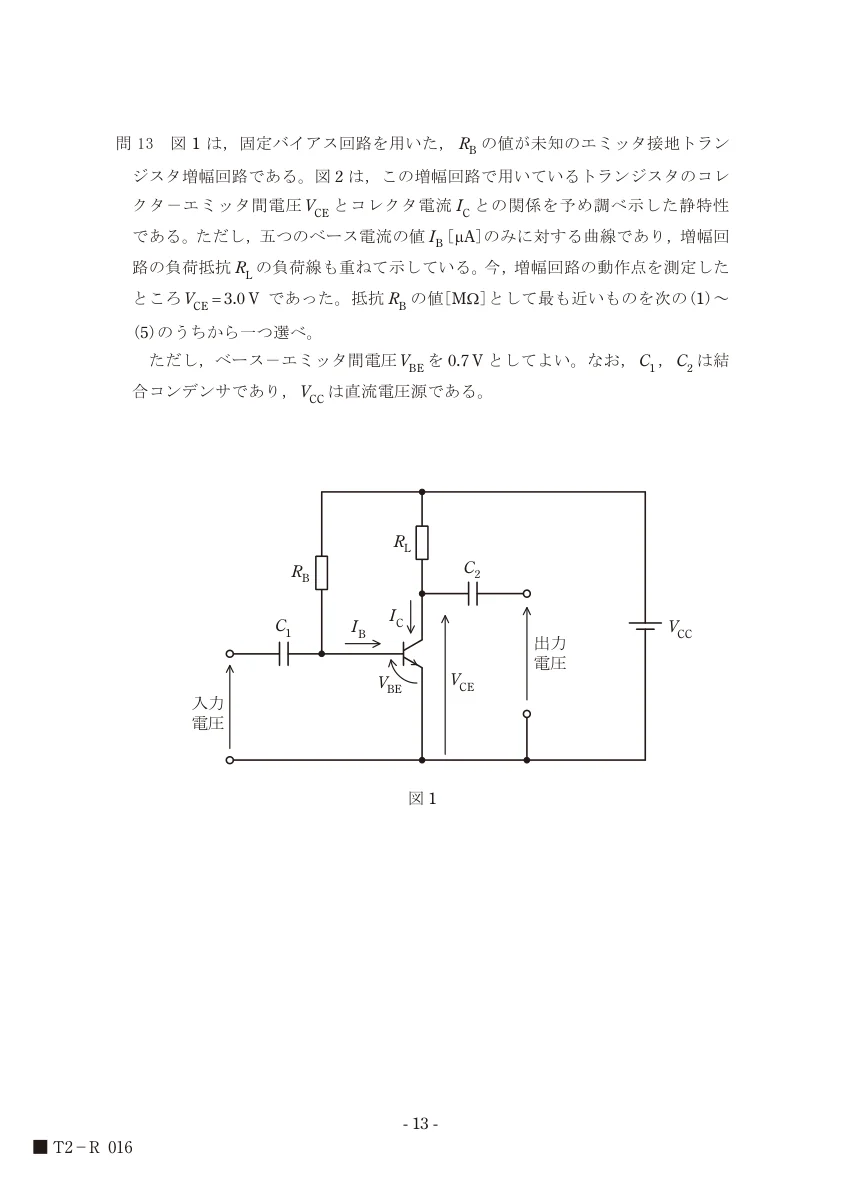 問 13 図 1 は，固定バイアス回路を用いた， RB の値が未知のエミッタ接地トラン
ジスタ増幅回路である。図 2 は，この増幅回路で用いているトランジスタのコレ
クタ－エミッタ間電圧 VCE とコレクタ電流 IC との関係を予め調べ示した静特性
である。ただし，五つのベース電流の値 IB [μA]のみに対する曲線であり，増幅回
路の負荷抵抗 RL の負荷線も重ねて示している。今，増幅回路の動作点を測定した
ところ VCE = 3.0 V であった。抵抗 RB の値[MΩ]として最も近いものを次の(1)～
(5)のうちから一つ選べ。
ただし，ベース－エミッタ間電圧 VBE を 0.7 V としてよい。なお， C1， C2 は結
合コンデンサであり， VCC は直流電圧源である。
RL
RB
C2
C1
IB
IC
VCC
出力
電圧
VBE
VCE
入力
電圧
図 1
- 13 -
■ T2－R 016